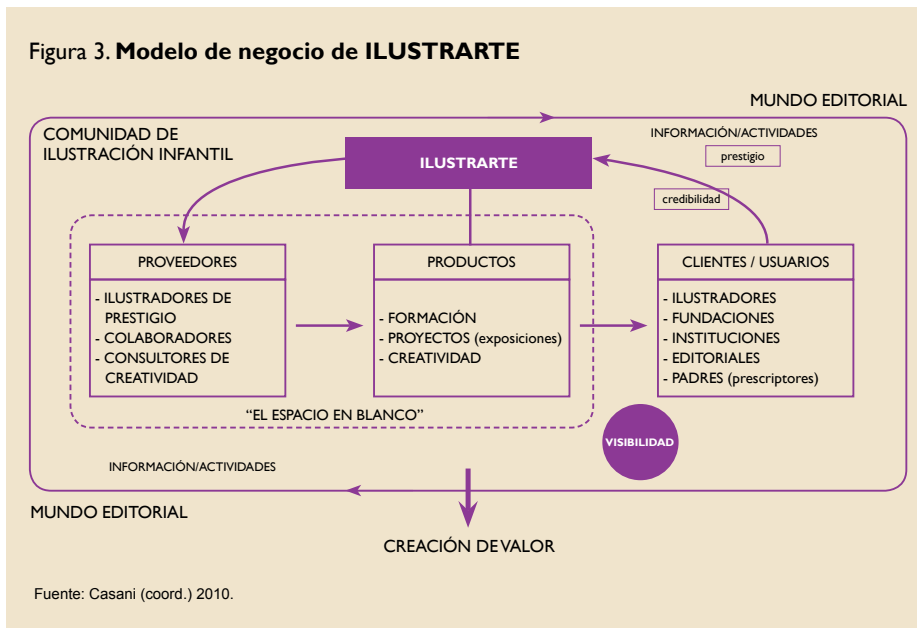 Figura 3. Modelo de negocio de ILUSTRARTE
MUNDO EDITORIAL
COMUNIDAD DE
ILUSTRACIÓN INFANTIL
INFORMACIÓN/ACTIVIDADES
prestigio
ILUSTRARTE
credibilidad
PROVEEDORES
- ILUSTRADORES DE
PRESTIGIO
- COLABORADORES
- CONSULTORES DE
CREATIVIDAD
PRODUCTOS
- FORMACIÓN
- PROYECTOS (exposiciones)
- CREATIVIDAD
CLIENTES / USUARIOS
- ILUSTRADORES
- FUNDACIONES
- INSTITUCIONES
- EDITORIALES
- PADRES (prescriptores)
"EL ESPACIO EN BLANCO"
VISIBILIDAD
INFORMACIÓN/ACTIVIDADES
MUNDO EDITORIAL
CREACIÓN DE VALOR
Fuente: Casani (coord.) 2010.